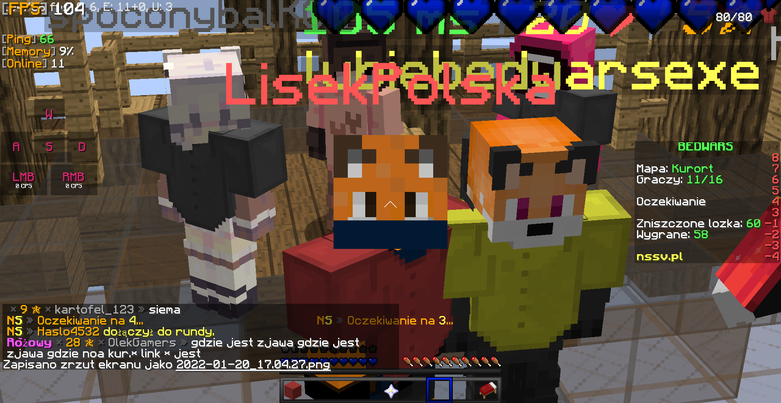 [FPS] 104 6, E: 11+0, U: 3
80/80
[Ping] 66
[Memory] 9%
[Online] 11
LisekPolska
W
A S D
LMB RMB
0 CPS 0 CPS
BEDWARS
Mapa: Kurort
Graczy: 11/16
Oczekiwanie
Zniszczone lozka: 60
Wygrane: 58
nssv.pl
8
7
6
5
4
3
-1
-2
-3
-4
× 9 ★ × kartofel_123 » siema
NS » Oczekiwanie na 4...
NS » Oczekiwanie na 3...
NS » Haslo4532 dołączył do rundy.
Różowy × 28 ★ × OlekGamers » gdzie jest zjawa gdzie jest
zjawa gdzie noa kur.× link × jest
Zapisano zrzut ekranu jako 2022-01-20_17.04.27.png